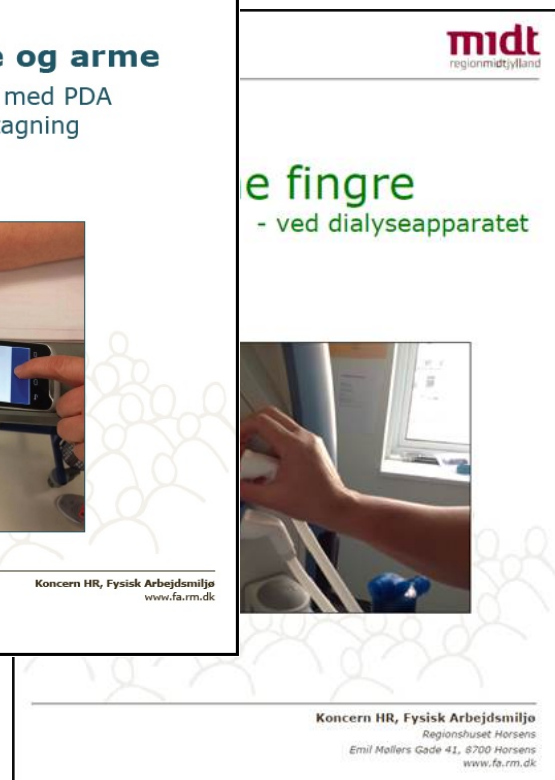 e og arme
med PDA
tagning
Koncern HR, Fysisk Arbejdsmiljø
www.fa.rm.dk
midt
regionmidtjylland
e fingre
- ved dialyseapparatet
Koncern HR, Fysisk Arbejdsmiljø
Regionshuset Horsens
Emil Møllers Gade 41, 8700 Horsens
www.fa.rm.dk